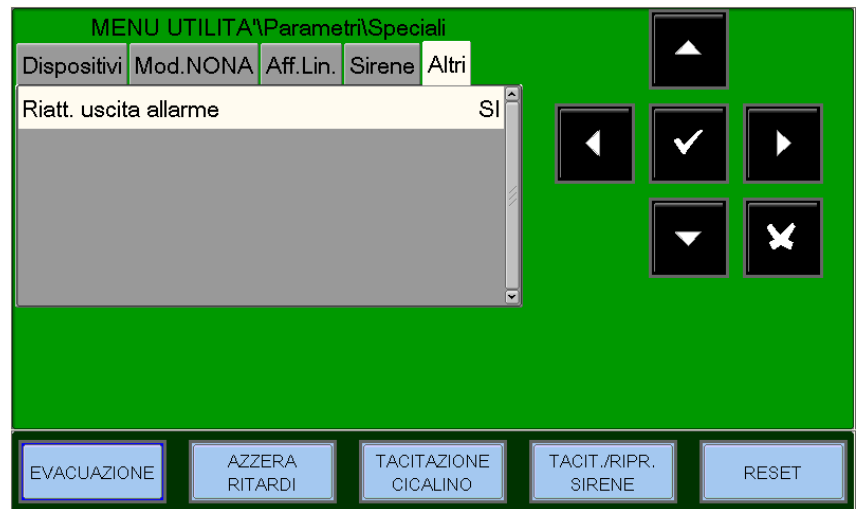 MENU UTILITA'\Parametri\Speciali
Dispositivi Mod.NONA Aff.Lin. Sirene Altri
Riatt. uscita allarme SI
EVACUAZIONE
AZZERA
RITARDI
TACITAZIONE
CICALINO
TACIT./RIPR.
SIRENE
RESET